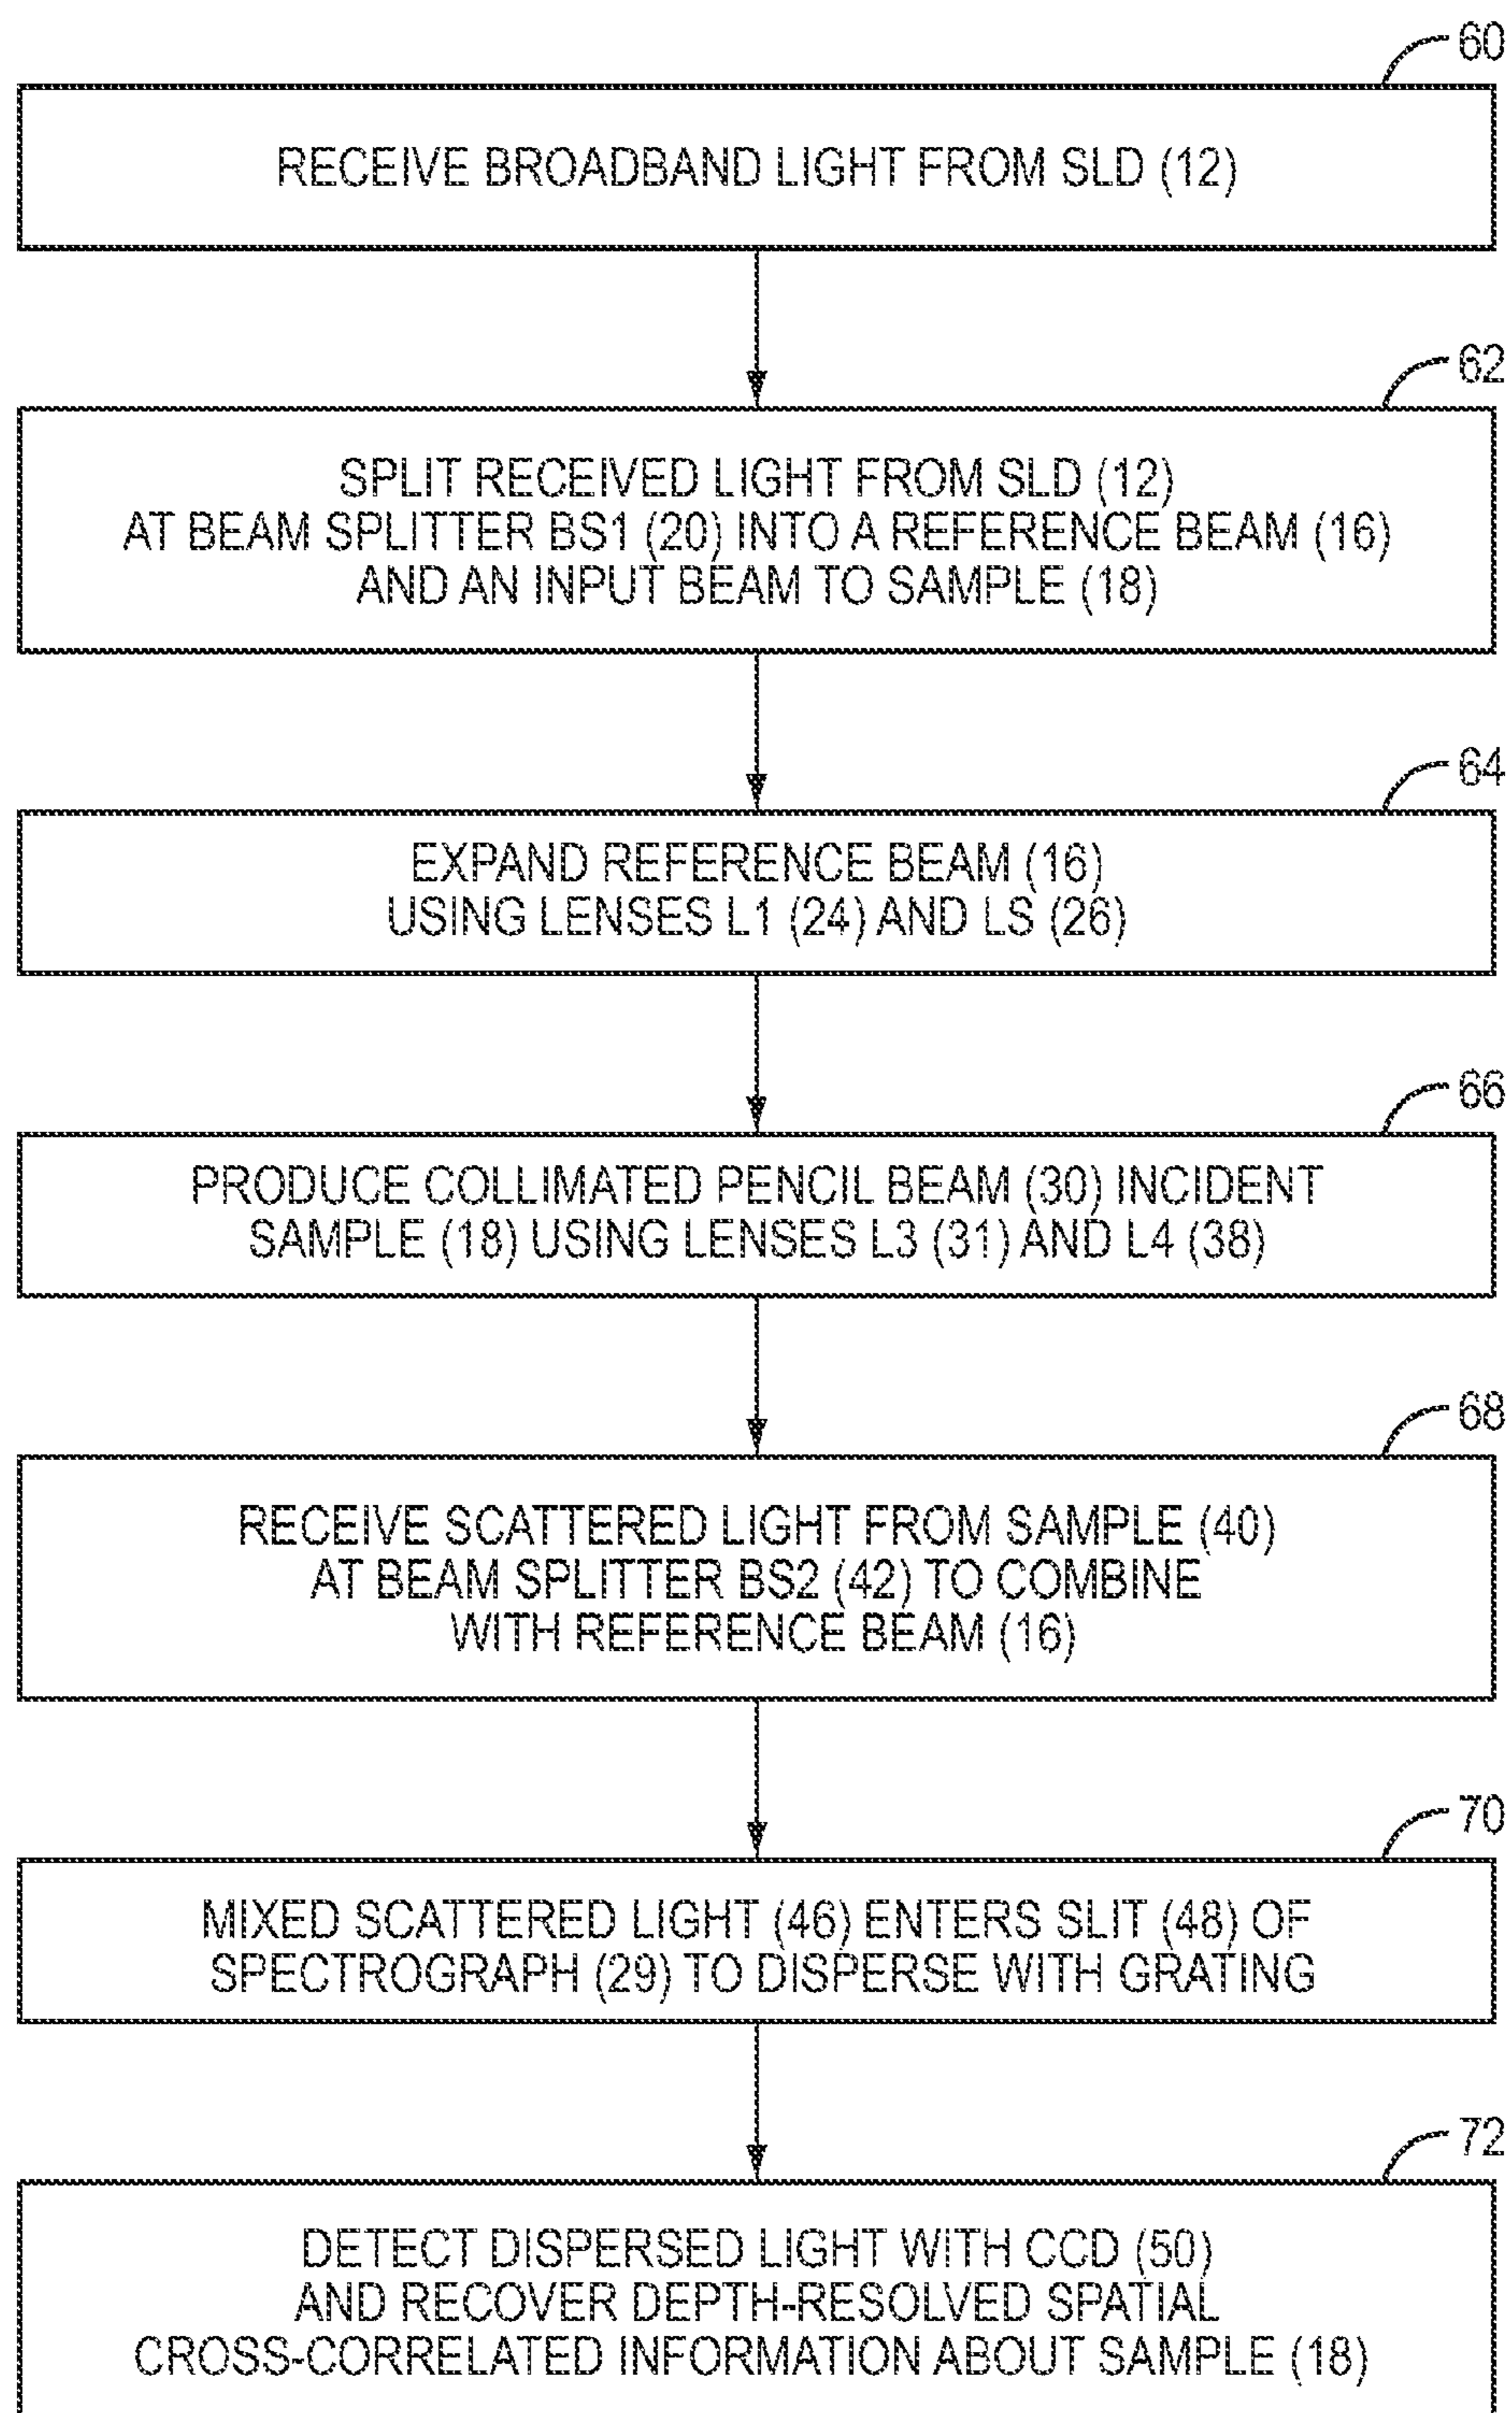 60
RECEIVE BROADBAND LIGHT FROM SLD (12)
62
SPLIT RECEIVED LIGHT FROM SLD (12)
AT BEAM SPLITTER BS1 (20) INTO A REFERENCE BEAM (16)
AND AN INPUT BEAM TO SAMPLE (18)
64
EXPAND REFERENCE BEAM (16)
USING LENSES L1 (24) AND LS (26)
66
PRODUCE COLLIMATED PENCIL BEAM (30) INCIDENT
SAMPLE (18) USING LENSES L3 (31) AND L4 (38)
68
RECEIVE SCATTERED LIGHT FROM SAMPLE (40)
AT BEAM SPLITTER BS2 (42) TO COMBINE
WITH REFERENCE BEAM (16)
70
MIXED SCATTERED LIGHT (46) ENTERS SLIT (48) OF
SPECTROGRAPH (29) TO DISPERSE WITH GRATING
72
DETECT DISPERSED LIGHT WITH CCD (50)
AND RECOVER DEPTH-RESOLVED SPATIAL
CROSS-CORRELATED INFORMATION ABOUT SAMPLE (18)